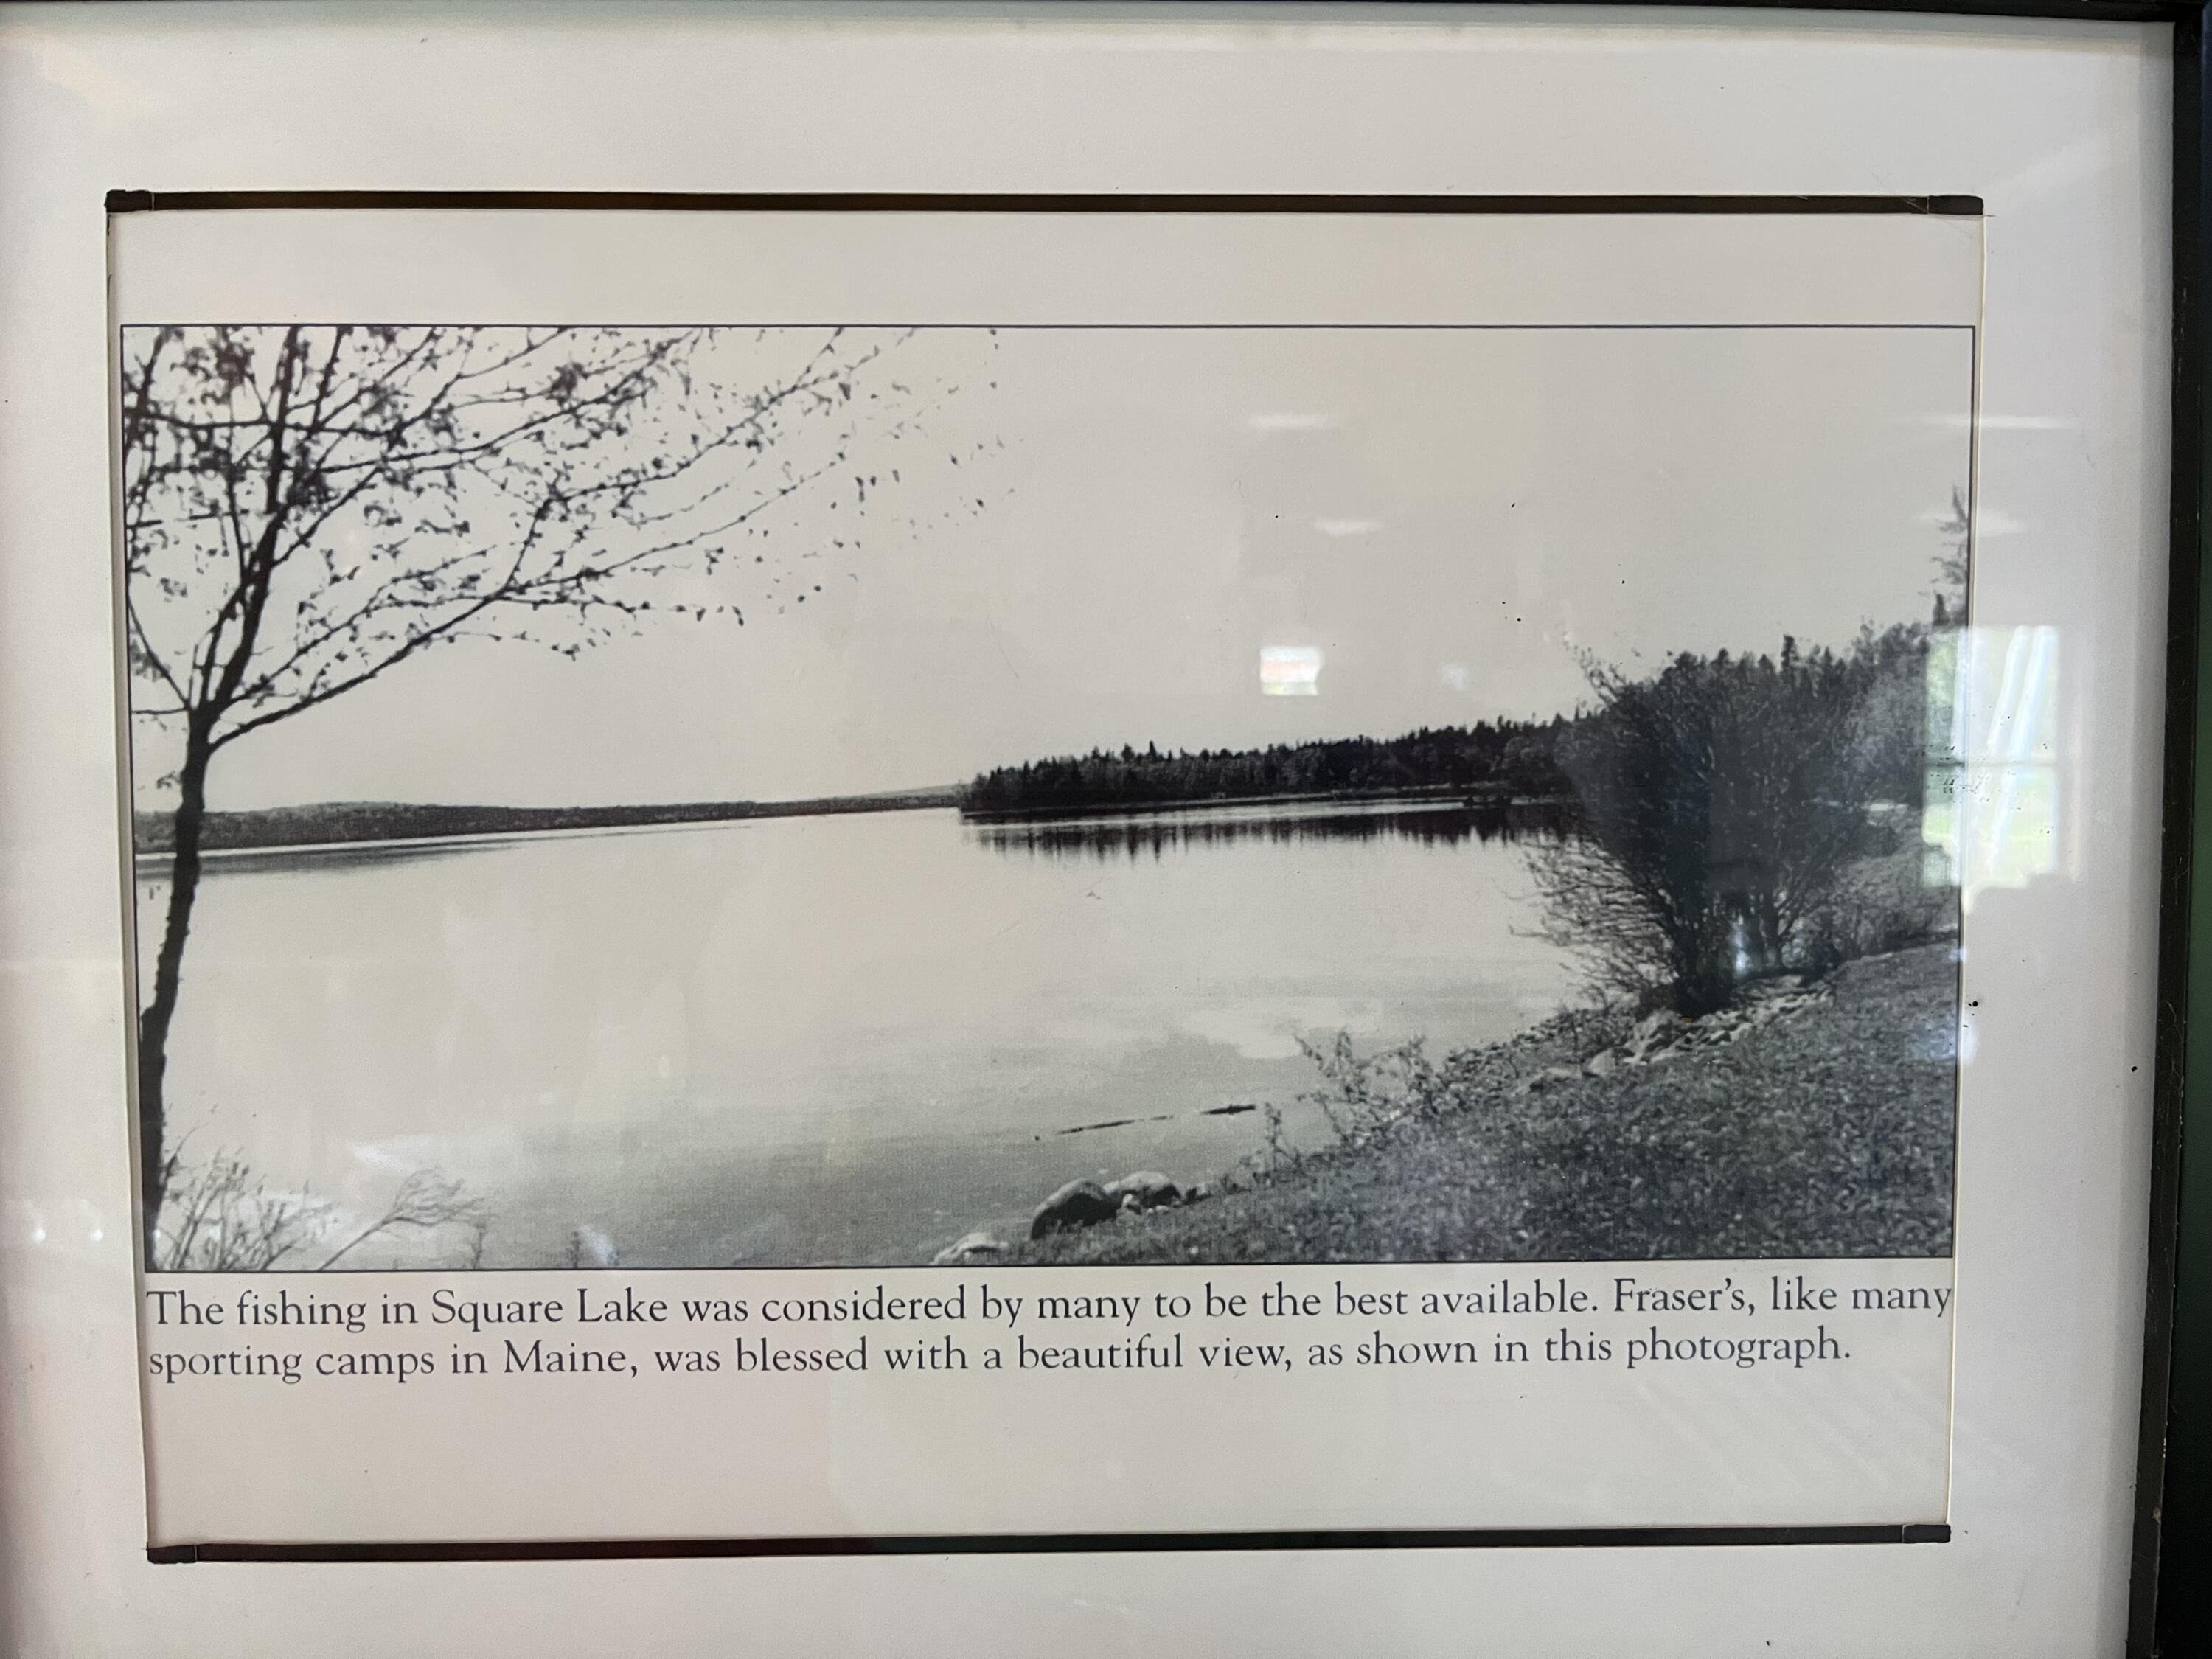 The fishing in Square Lake was considered by many to be the best available. Fraser's, like many
sporting camps in Maine, was blessed with a beautiful view, as shown in this photograph.